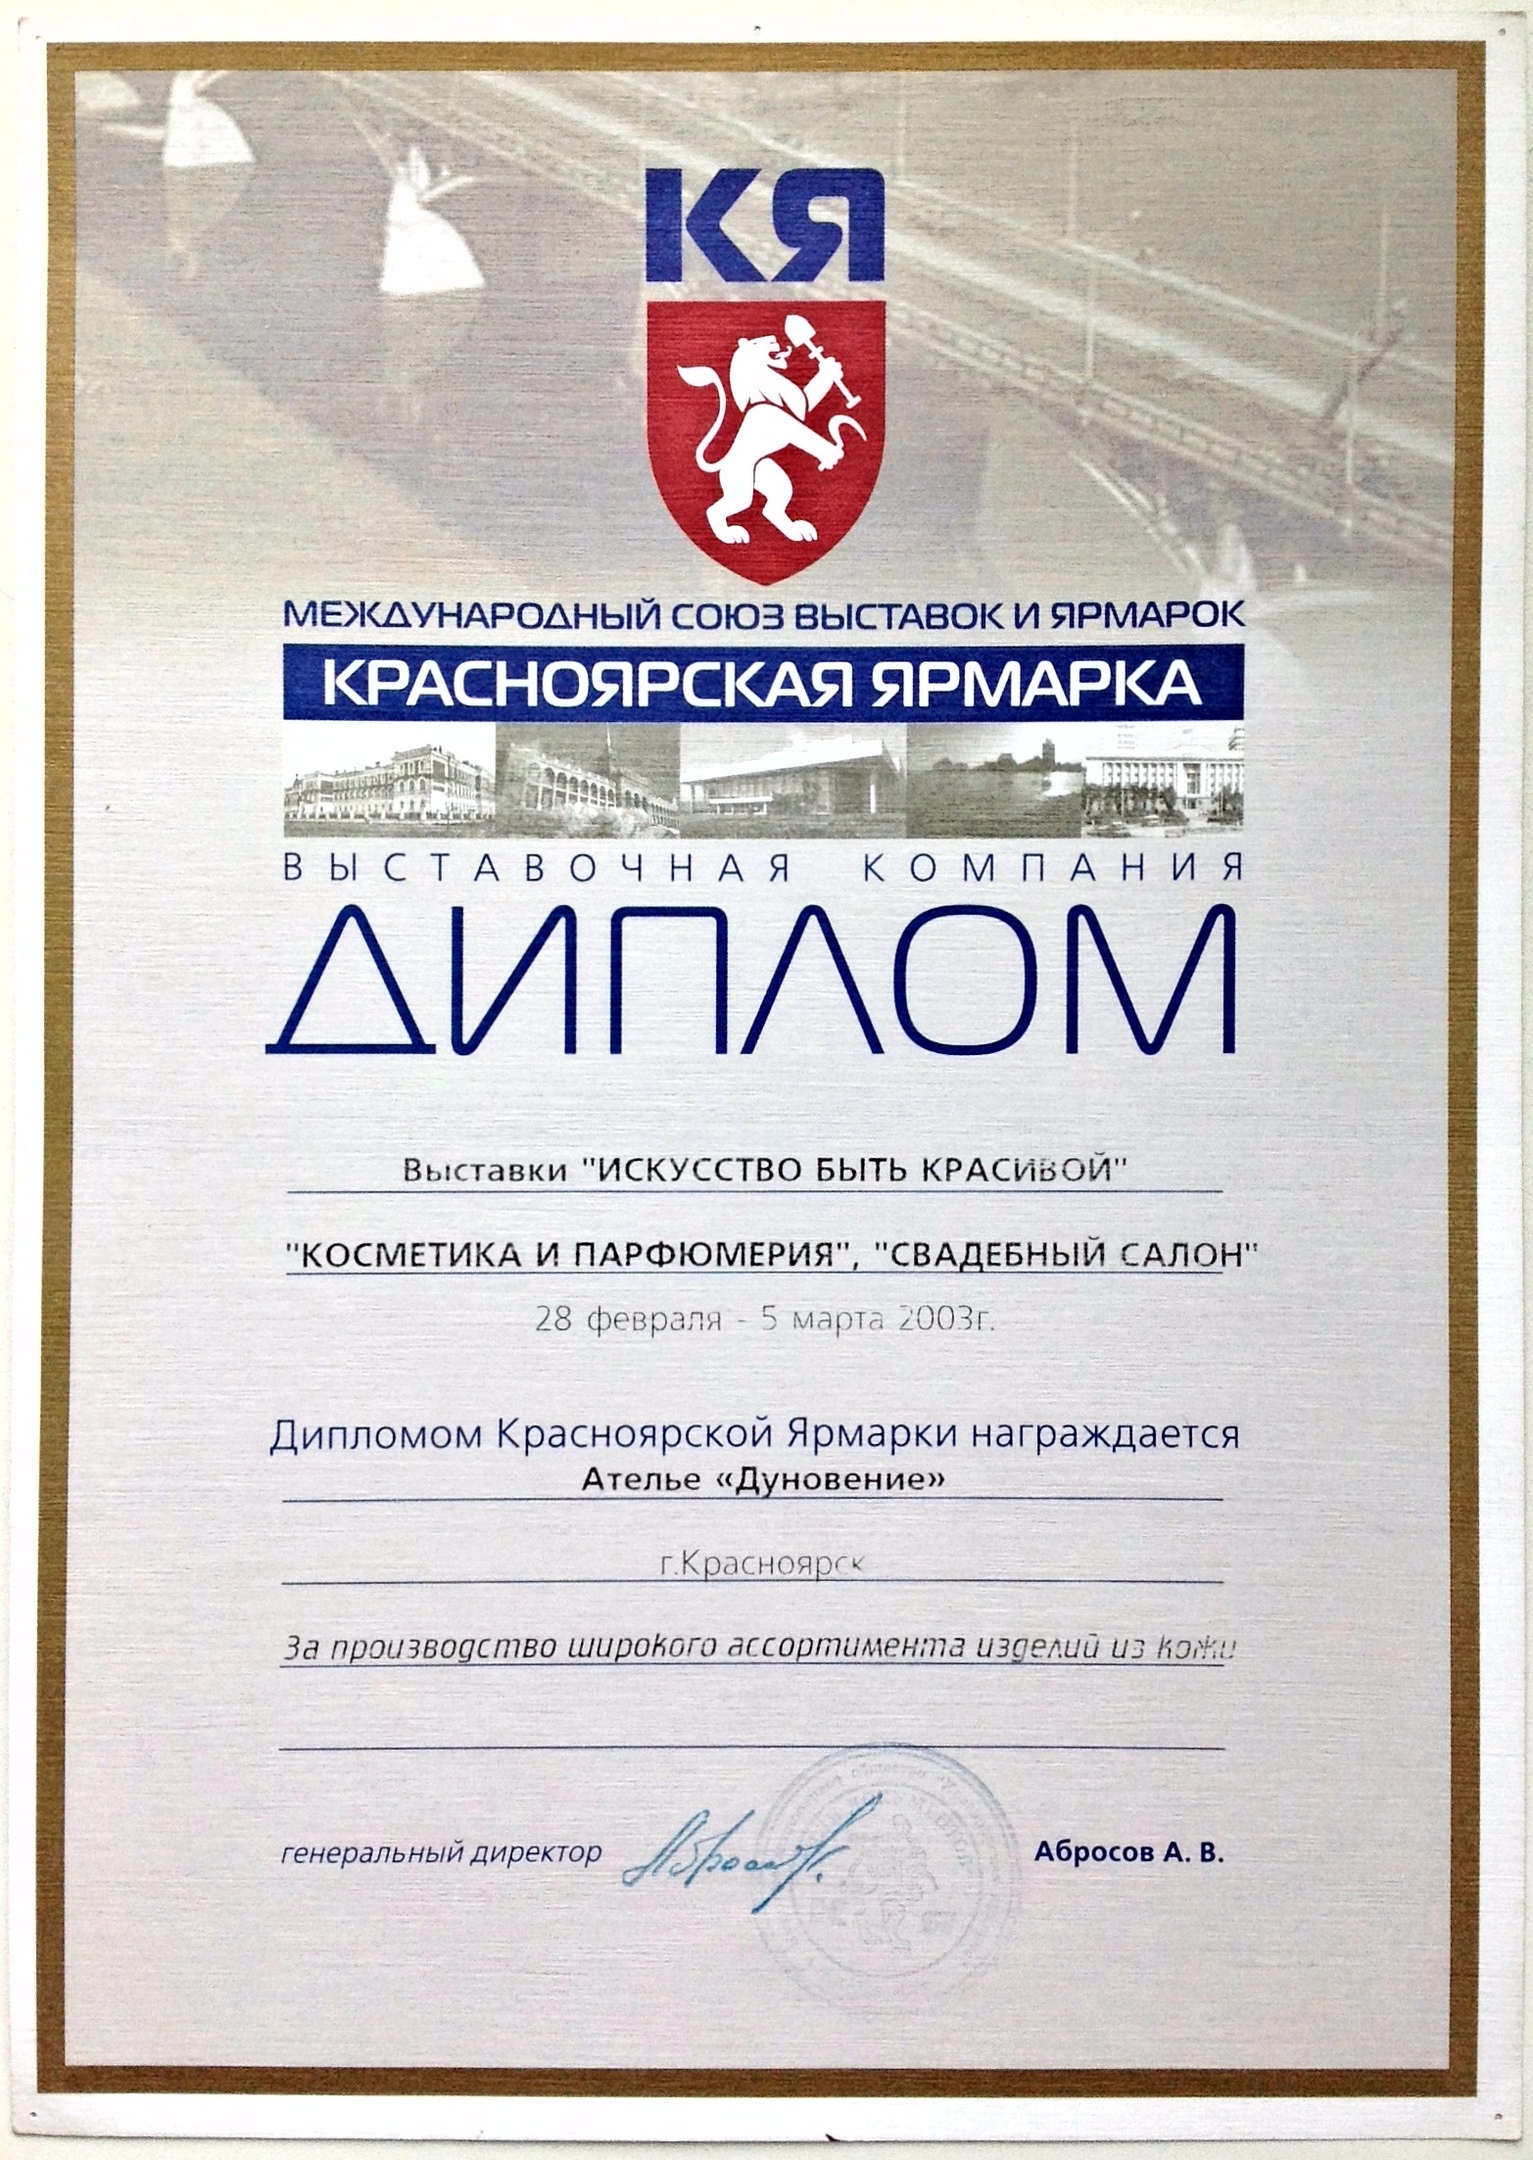 КЯ
МЕЖДУНАРОДНЫЙ СОЮЗ ВЫСТАВОК И ЯРМАРОК
КРАСНОЯРСКАЯ ЯРМАРКА
ВЫСТАВОЧНАЯ КОМПАНИЯ
ДИПЛОМ
Выставки "ИСКУССТВО БЫТЬ КРАСИВОЙ"
"КОСМЕТИКА И ПАРФЮМЕРИЯ", "СВАДЕБНЫЙ САЛОН"
28 февраля - 5 марта 2003г.
Дипломом Красноярской Ярмарки награждается
Ателье «Дуновение»
г.Красноярск
За производство широкого ассортимента изделий из кожи
генеральный директор
Абросов А. В.